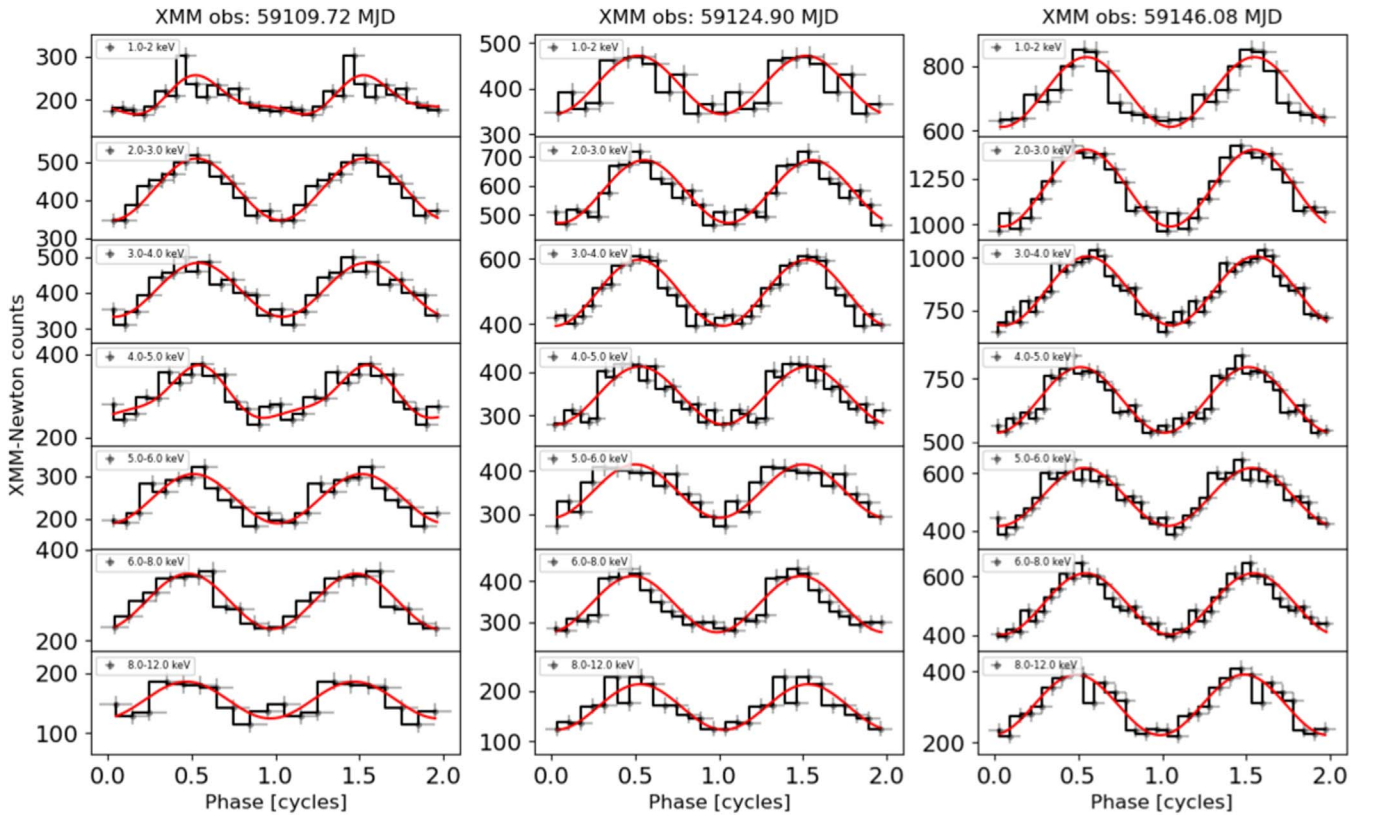 XMM obs: 59109.72 MJD
XMM obs: 59124.90 MJD
XMM obs: 59146.08 MJD
XMM-Newton counts
300
200
1.0-2 keV
500
400
300
2.0-3.0 keV
500
400
300
3.0-4.0 keV
400
200
4.0-5.0 keV
300
200
5.0-6.0 keV
400
200
6.0-8.0 keV
200
100
8.0-12.0 keV
0.0 0.5 1.0 1.5 2.0
Phase [cycles]
500
400
300
1.0-2 keV
700
600
500
2.0-3.0 keV
600
400
3.0-4.0 keV
400
300
4.0-5.0 keV
400
300
5.0-6.0 keV
400
300
6.0-8.0 keV
200
100
8.0-12.0 keV
0.0 0.5 1.0 1.5 2.0
Phase [cycles]
800
600
1.0-2 keV
1250
1000
2.0-3.0 keV
1000
750
3.0-4.0 keV
750
500
4.0-5.0 keV
600
400
5.0-6.0 keV
600
400
6.0-8.0 keV
400
200
8.0-12.0 keV
0.0 0.5 1.0 1.5 2.0
Phase [cycles]